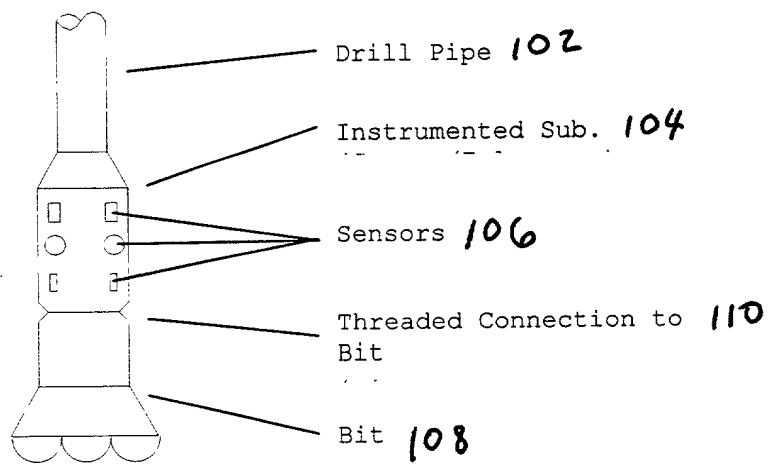 Drill Pipe 102
Instrumented Sub. 104
Sensors 106
Threaded Connection to 110
Bit
Bit 108